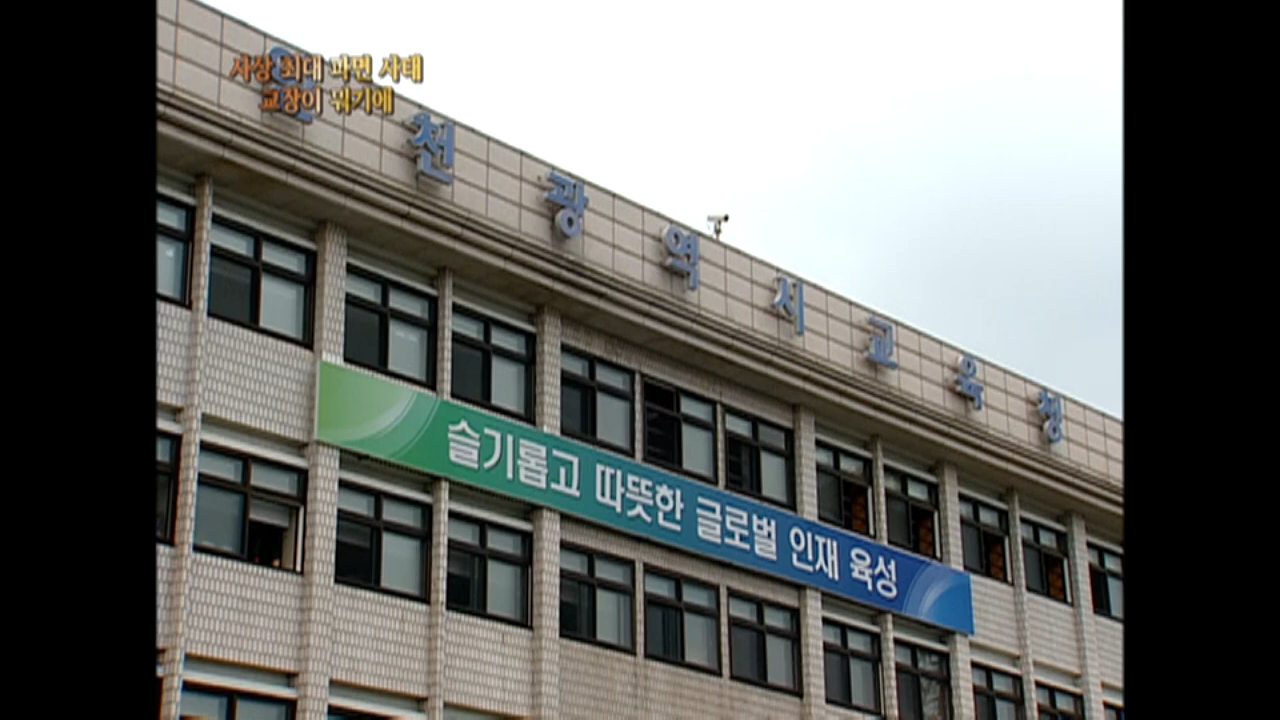 사상 최대 파면 사태
교장이 뭐기에
인천광역시교육청
슬기롭고 따뜻한 글로벌 인재 육성